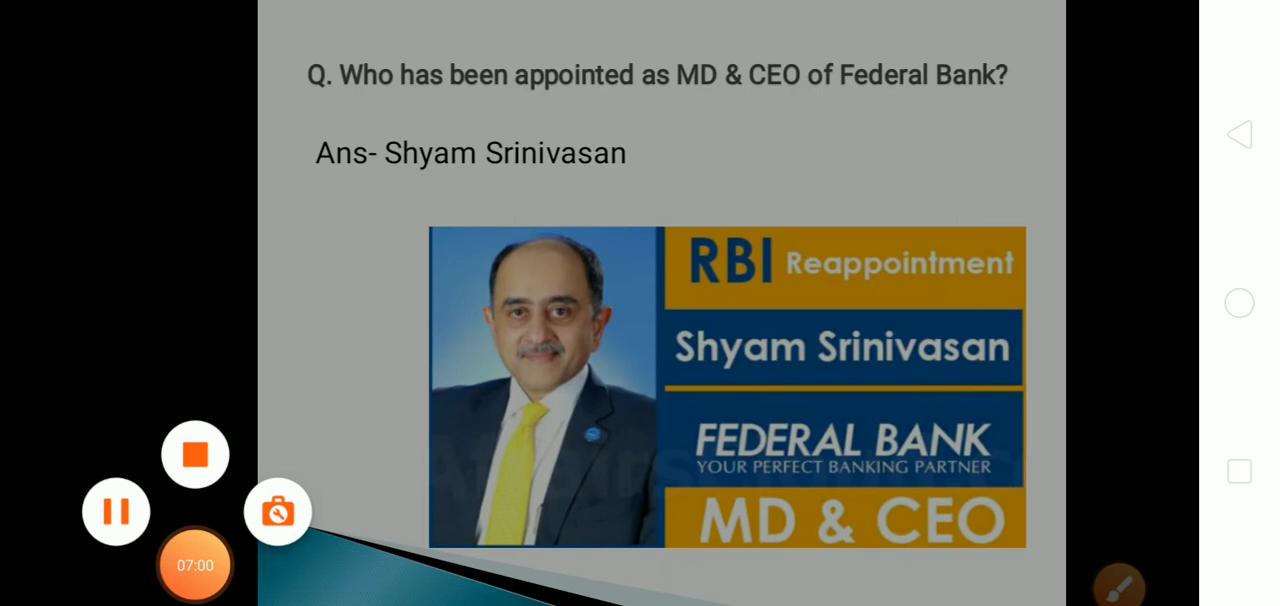 Q. Who has been appointed as MD & CEO of Federal Bank?
Ans- Shyam Srinivasan
RBI Reappointment
Shyam Srinivasan
FEDERAL BANK
YOUR PERFECT BANKING PARTNER
MD & CEO
07:00